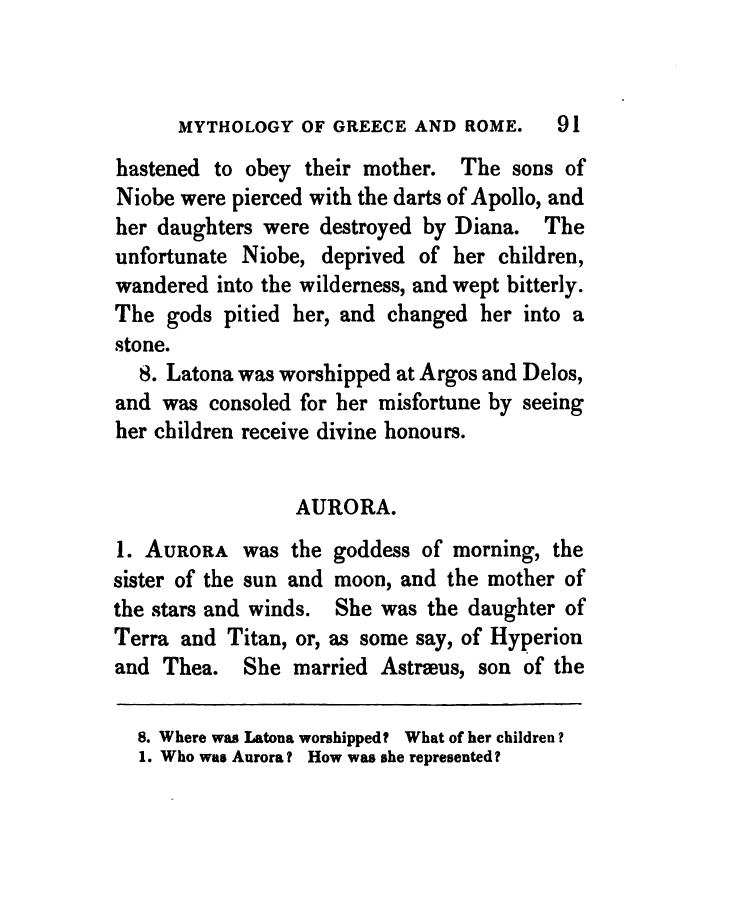 MYTHOLOGY OF GREECE AND ROME. 91
hastened to obey their mother. The sons of
Niobe were pierced with the darts of Apollo, and
her daughters were destroyed by Diana. The
unfortunate Niobe, deprived of her children,
wandered into the wilderness, and wept bitterly.
The gods pitied her, and changed her into a
stone.
8. Latona was worshipped at Argos and Delos,
and was consoled for her misfortune by seeing
her children receive divine honours.
AURORA.
1. AURORA was the goddess of morning, the
sister of the sun and moon, and the mother of
the stars and winds. She was the daughter of
Terra and Titan, or, as some say, of Hyperion
and Thea. She married Astræus, son of the
8. Where was Latona worshipped? What of her children?
1. Who was Aurora? How was she represented?